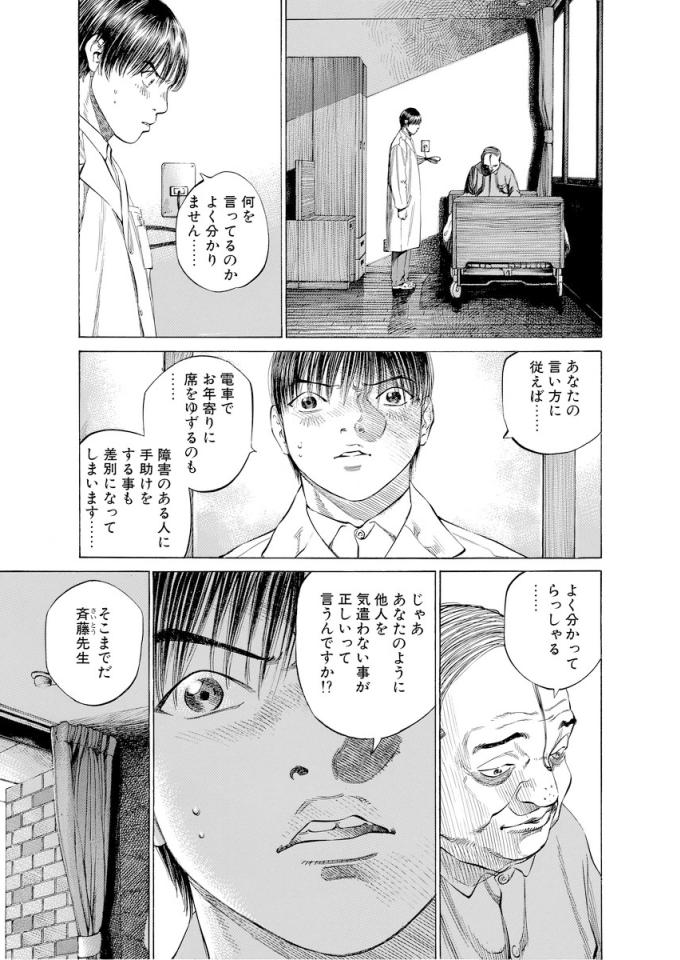 何を
言ってるのか
よく分かり
ません……
あなたの
言い方に
従えば……
電車で
お年寄りに
席をゆずるのも
……
障害のある人に
手助けを
する事も
差別になって
しまいます……
よく分かって
らっしゃる
……
じゃあ
あなたのように
他人を
気遣わない事が
正しいって
言うんですか!?
そこまでだ
斉藤先生
さいとう